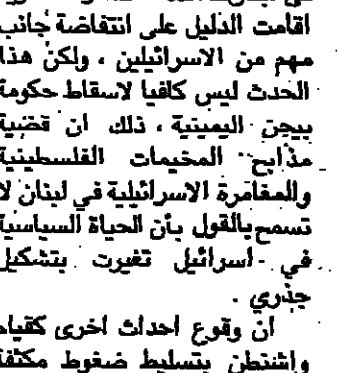 اقامت الدليل على انتفاضة جانب
مهم من الاسرائيلين ، ولكن هذا
الحدث ليس كافيا لاسقاط حكومة
بيجن اليمينية ، ذلك ان قضية
مذابح المخيمات الفلسطينية
والمغامرة الاسرائيلية في لبنان لا
تسمح بالقول بأن الحياة السياسية
في اسرائيل تغيرت بتشكيل
جذري .
ان وقوع احداث اخرى كقيام
واشنطن بتسليط ضغوط مكثفة